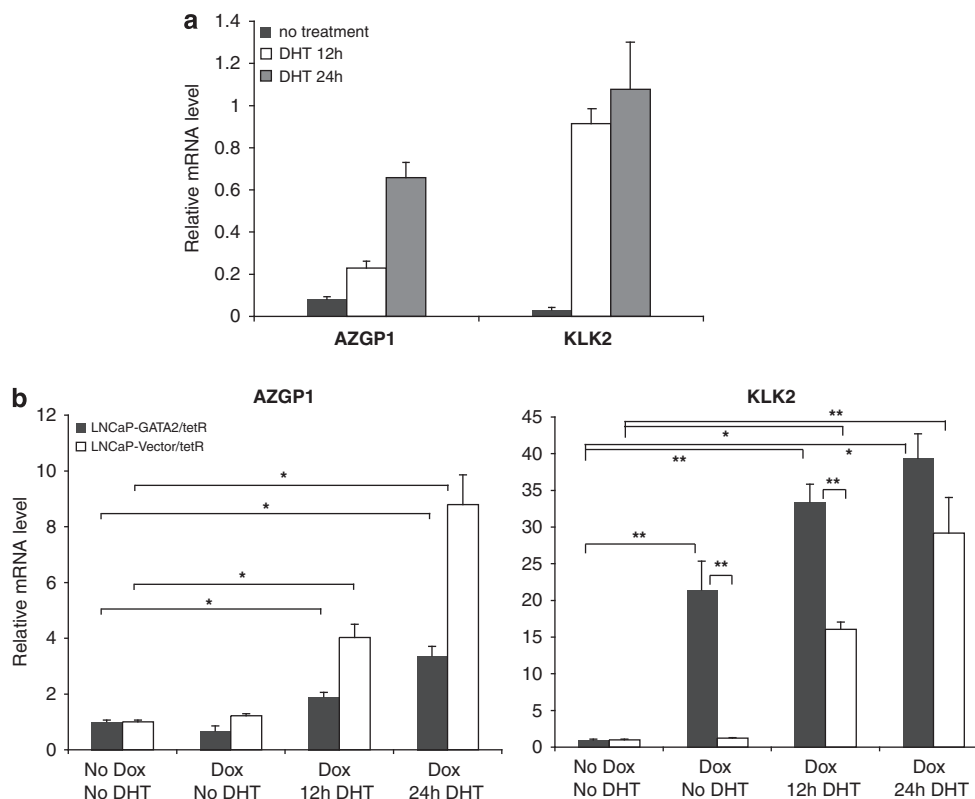 a
1.4
1.2
1
0.8
0.6
0.4
0.2
0
Relative mRNA level
no treatment
DHT 12h
DHT 24h
AZGP1 KLK2
b
AZGP1
12
10
8
6
4
2
0
Relative mRNA level
LNCaP-GATA2/tetR
LNCaP-Vector/tetR
*
*
*
*
No Dox Dox Dox Dox
No DHT No DHT 12h DHT 24h DHT
KLK2
45
40
35
30
25
20
15
10
5
0
**
*
** *
**
**
**
No Dox Dox Dox Dox
No DHT No DHT 12h DHT 24h DHT